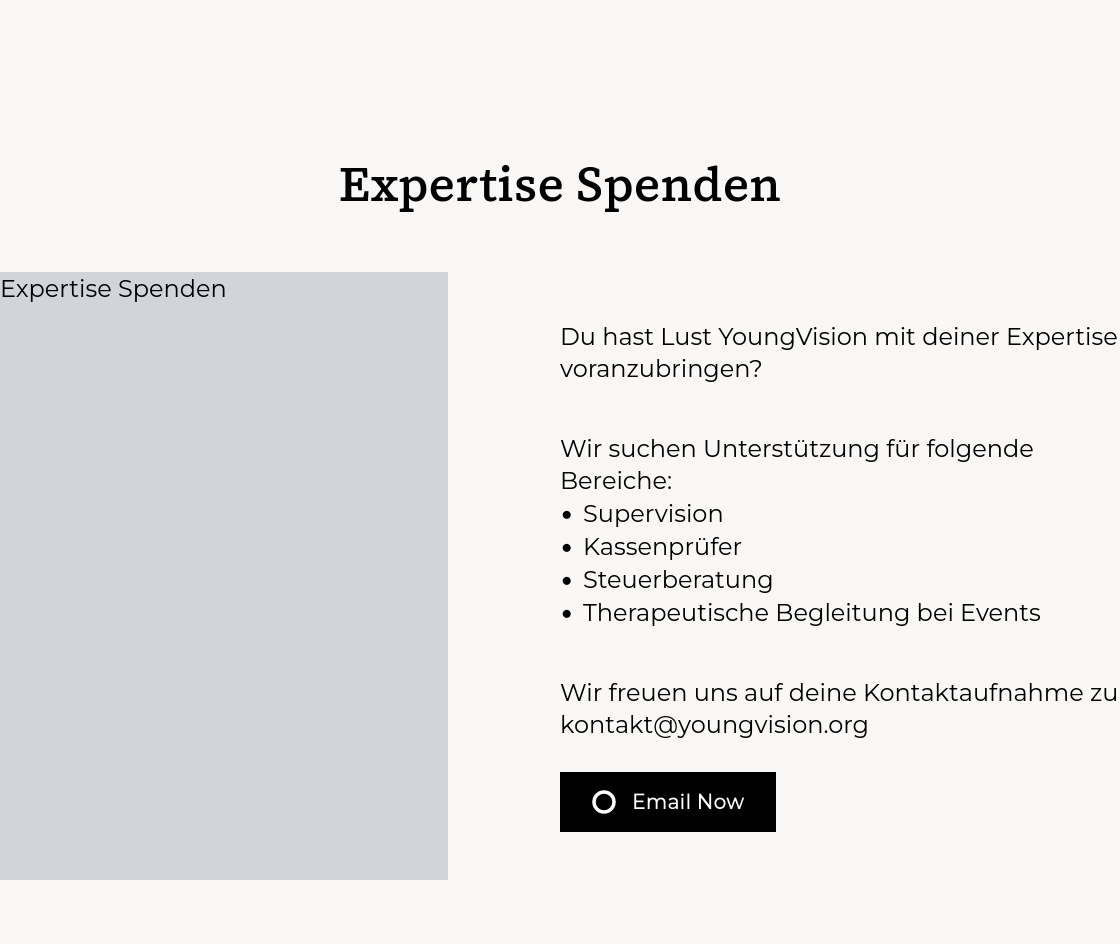 Expertise Spenden
Expertise Spenden
Du hast Lust YoungVision mit deiner Expertise
voranzubringen?
Wir suchen Unterstützung für folgende
Bereiche:
• Supervision
• Kassenprüfer
• Steuerberatung
• Therapeutische Begleitung bei Events
Wir freuen uns auf deine Kontaktaufnahme zu
kontakt@youngvision.org
Email Now